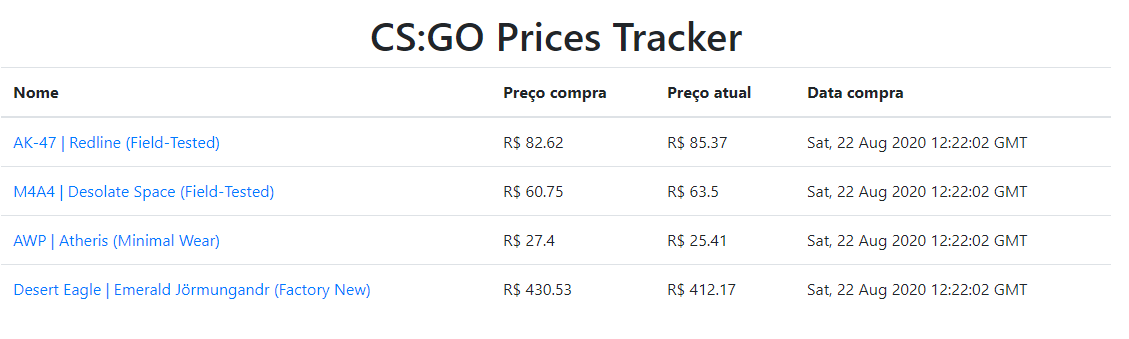 CS:GO Prices Tracker
Nome Preço compra Preço atual Data compra
AK-47 | Redline (Field-Tested) R$ 82.62 R$ 85.37 Sat, 22 Aug 2020 12:22:02 GMT
M4A4 | Desolate Space (Field-Tested) R$ 60.75 R$ 63.5 Sat, 22 Aug 2020 12:22:02 GMT
AWP | Atheris (Minimal Wear) R$ 27.4 R$ 25.41 Sat, 22 Aug 2020 12:22:02 GMT
Desert Eagle | Emerald Jörmungandr (Factory New) R$ 430.53 R$ 412.17 Sat, 22 Aug 2020 12:22:02 GMT